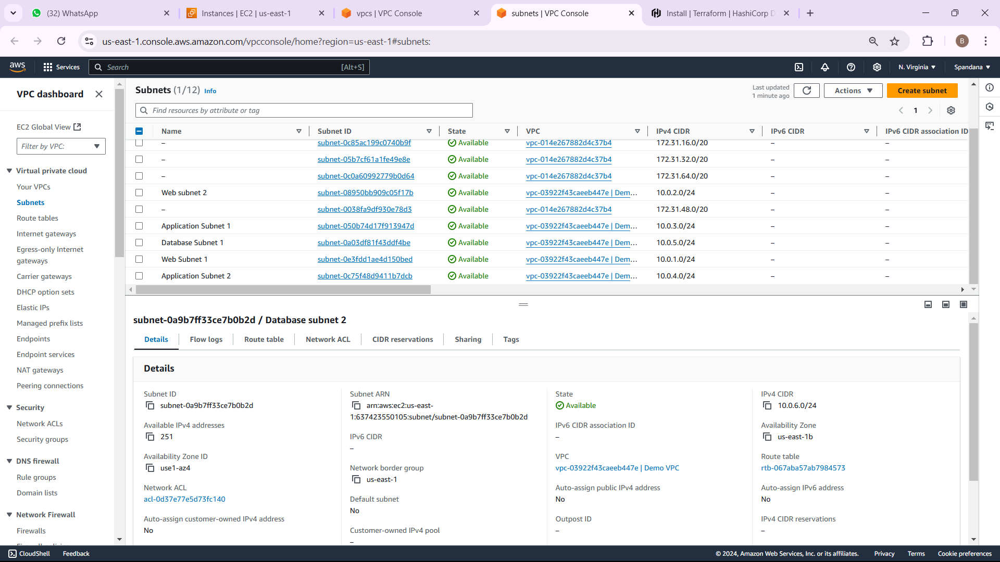 (32) WhatsApp
Instances | EC2 | us-east-1
vpcs | VPC Console
subnets | VPC Console
Install | Terraform | HashiCorp D
us-east-1.console.aws.amazon.com/vpcconsole/home?region=us-east-1#subnets:
B
aws
Services
Search
[Alt+S]
N. Virginia
Spandana
VPC dashboard
EC2 Global View
Filter by VPC:
Virtual private cloud
Your VPCs
Subnets
Route tables
Internet gateways
Egress-only Internet
gateways
Carrier gateways
DHCP option sets
Elastic IPs
Managed prefix lists
Endpoints
Endpoint services
NAT gateways
Peering connections
Security
Network ACLs
Security groups
DNS firewall
Rule groups
Domain lists
Network Firewall
Firewalls
Subnets (1/12) Info
Last updated
1 minute ago
Actions
Create subnet
Find resources by attribute or tag
1
Name Subnet ID State VPC IPv4 CIDR IPv6 CIDR IPv6 CIDR association ID
– subnet-0c85ac199c0740b9f Available vpc-014e267882d4c37b4 172.31.16.0/20 – –
– subnet-05b7cf61a1fe49e8e Available vpc-014e267882d4c37b4 172.31.32.0/20 – –
– subnet-0c0a60992779b0d64 Available vpc-014e267882d4c37b4 172.31.64.0/20 – –
Web subnet 2 subnet-08950bb909c05f17b Available vpc-03922f43caeeb447e | Dem... 10.0.2.0/24 – –
– subnet-0038fa9df930e78d3 Available vpc-014e267882d4c37b4 172.31.48.0/20 – –
Application Subnet 1 subnet-050b74d17f913947d Available vpc-03922f43caeeb447e | Dem... 10.0.3.0/24 – –
Database Subnet 1 subnet-0a03df81f43ddf4be Available vpc-03922f43caeeb447e | Dem... 10.0.5.0/24 – –
Web Subnet 1 subnet-0e3fdd1ae4d150bed Available vpc-03922f43caeeb447e | Dem... 10.0.1.0/24 – –
Application Subnet 2 subnet-0c75f48d9411b7dcb Available vpc-03922f43caeeb447e | Dem... 10.0.4.0/24 – –
subnet-0a9b7ff33ce7b0b2d / Database subnet 2
Details Flow logs Route table Network ACL CIDR reservations Sharing Tags
Details
Subnet ID
subnet-0a9b7ff33ce7b0b2d
Available IPv4 addresses
251
Availability Zone ID
use1-az4
Network ACL
acl-0d37e77e5d73fc140
Auto-assign customer-owned IPv4 address
No
Subnet ARN
arn:aws:ec2:us-east-
1:637423550105:subnet/subnet-0a9b7ff33ce7b0b2d
IPv6 CIDR
–
Network border group
us-east-1
Default subnet
No
Customer-owned IPv4 pool
–
State
Available
IPv6 CIDR association ID
–
VPC
vpc-03922f43caeeb447e | Demo VPC
Auto-assign public IPv4 address
No
Outpost ID
–
IPv4 CIDR
10.0.6.0/24
Availability Zone
us-east-1b
Route table
rtb-067aba57ab7984573
Auto-assign IPv6 address
No
IPv4 CIDR reservations
–
CloudShell
Feedback
© 2024, Amazon Web Services, Inc. or its affiliates.
Privacy
Terms
Cookie preferences